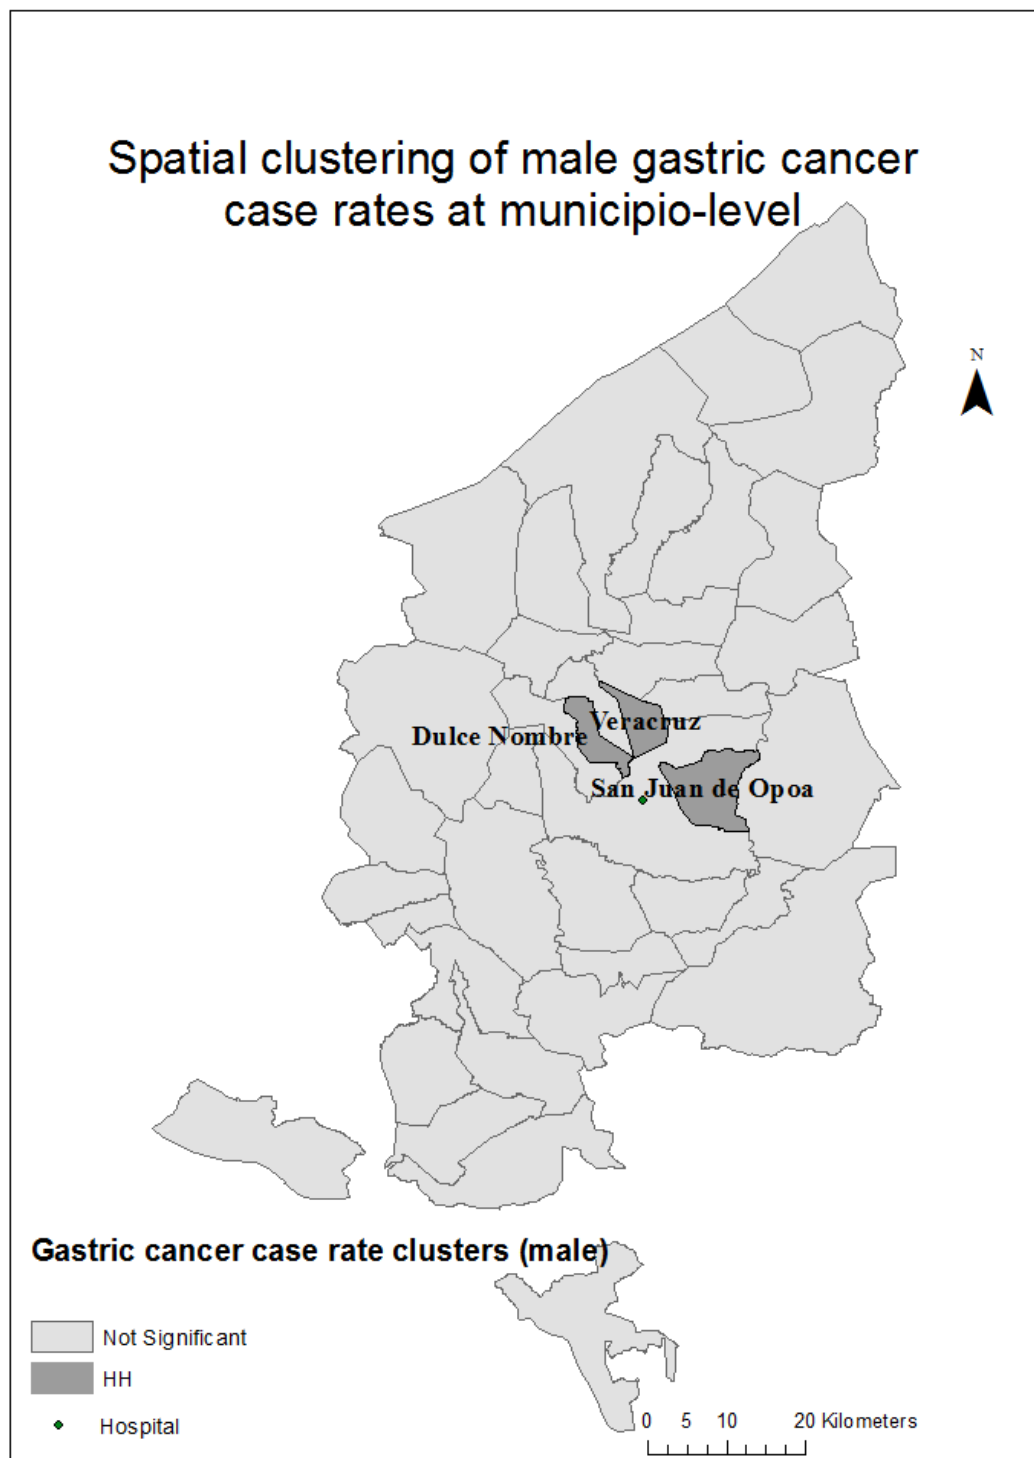 Spatial clustering of male gastric cancer
case rates at municipio-level
N
Veracruz
Dulce Nombre
San Juan de Opoa
Gastric cancer case rate clusters (male)
Not Significant
HH
Hospital
0 5 10 20 Kilometers